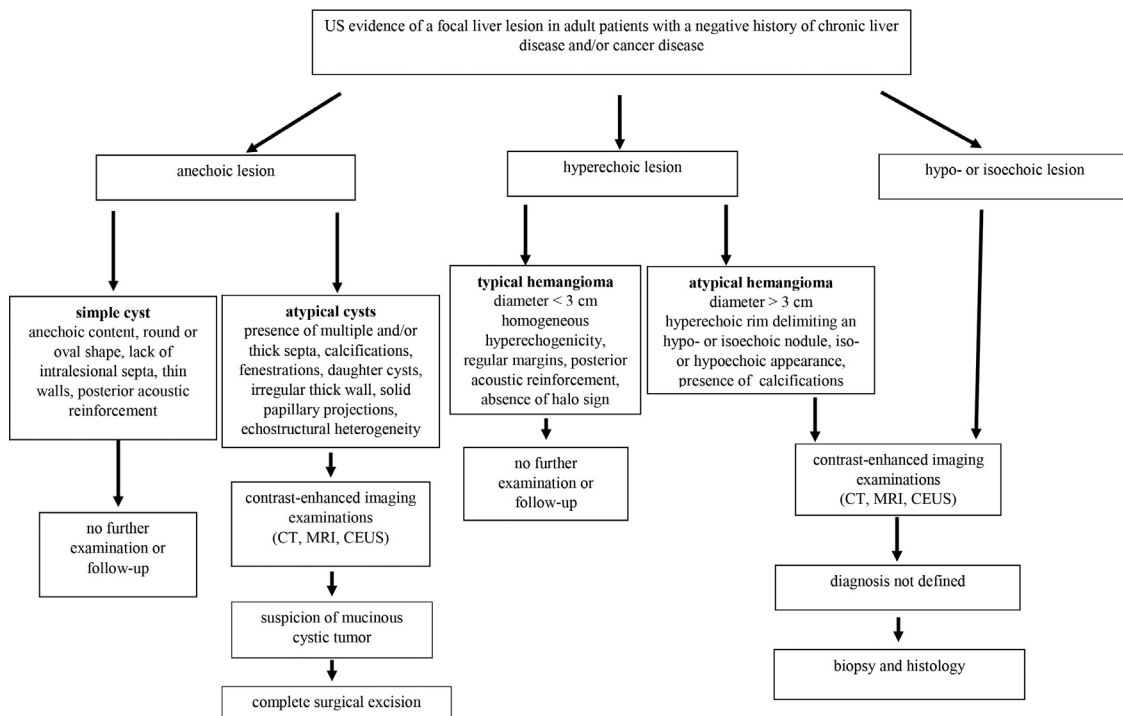 US evidence of a focal liver lesion in adult patients with a negative history of chronic liver
disease and/or cancer disease
anechoic lesion
hyperechoic lesion
hypo- or isoechoic lesion
simple cyst
anechoic content, round or
oval shape, lack of
intralesional septa, thin
walls, posterior acoustic
reinforcement
atypical cysts
presence of multiple and/or
thick septa, calcifications,
fenestrations, daughter cysts,
irregular thick wall, solid
papillary projections,
echostructural heterogeneity
typical hemangioma
diameter < 3 cm
homogeneous
hyperechogenicity,
regular margins, posterior
acoustic reinforcement,
absence of halo sign
atypical hemangioma
diameter > 3 cm
hyperechoic rim delimiting an
hypo- or isoechoic nodule, iso-
or hypoechoic appearance,
presence of calcifications
no further
examination or
follow-up
contrast-enhanced imaging
examinations
(CT, MRI, CEUS)
no further
examination or
follow-up
contrast-enhanced imaging
examinations
(CT, MRI, CEUS)
suspicion of mucinous
cystic tumor
complete surgical excision
diagnosis not defined
biopsy and histology